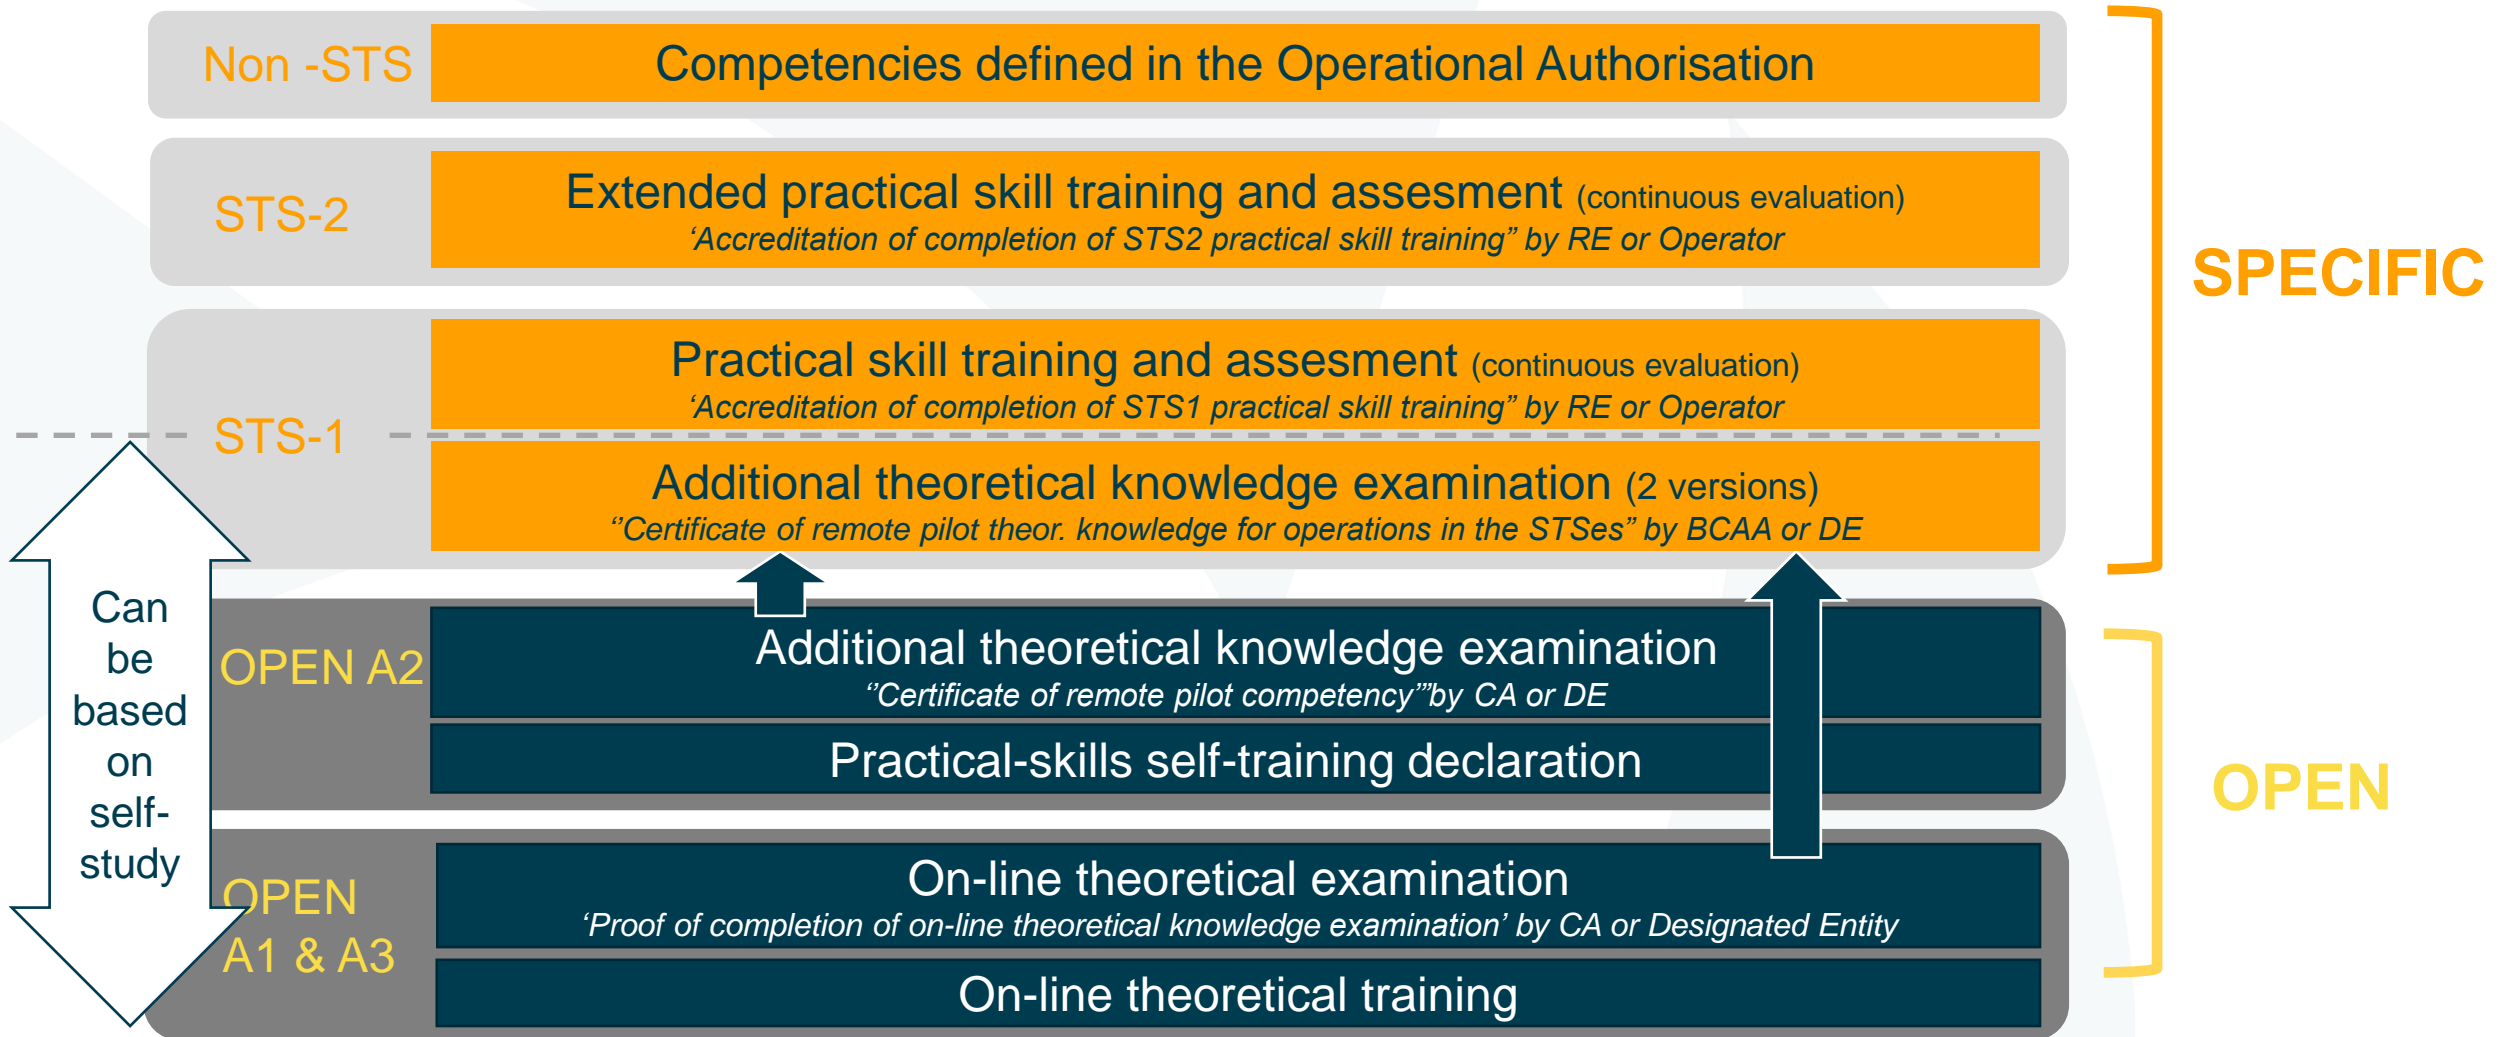 Non -STS
Competencies defined in the Operational Authorisation
STS-2
Extended practical skill training and assesment (continuous evaluation)
‘Accreditation of completion of STS2 practical skill training” by RE or Operator
SPECIFIC
STS-1
Practical skill training and assesment (continuous evaluation)
‘Accreditation of completion of STS1 practical skill training” by RE or Operator
Additional theoretical knowledge examination (2 versions)
‘’Certificate of remote pilot theor. knowledge for operations in the STSes” by BCAA or DE
Can
be
based
on
self-
study
OPEN A2
Additional theoretical knowledge examination
‘’Certificate of remote pilot competency’”by CA or DE
Practical-skills self-training declaration
OPEN
OPEN
A1 & A3
On-line theoretical examination
‘Proof of completion of on-line theoretical knowledge examination’ by CA or Designated Entity
On-line theoretical training